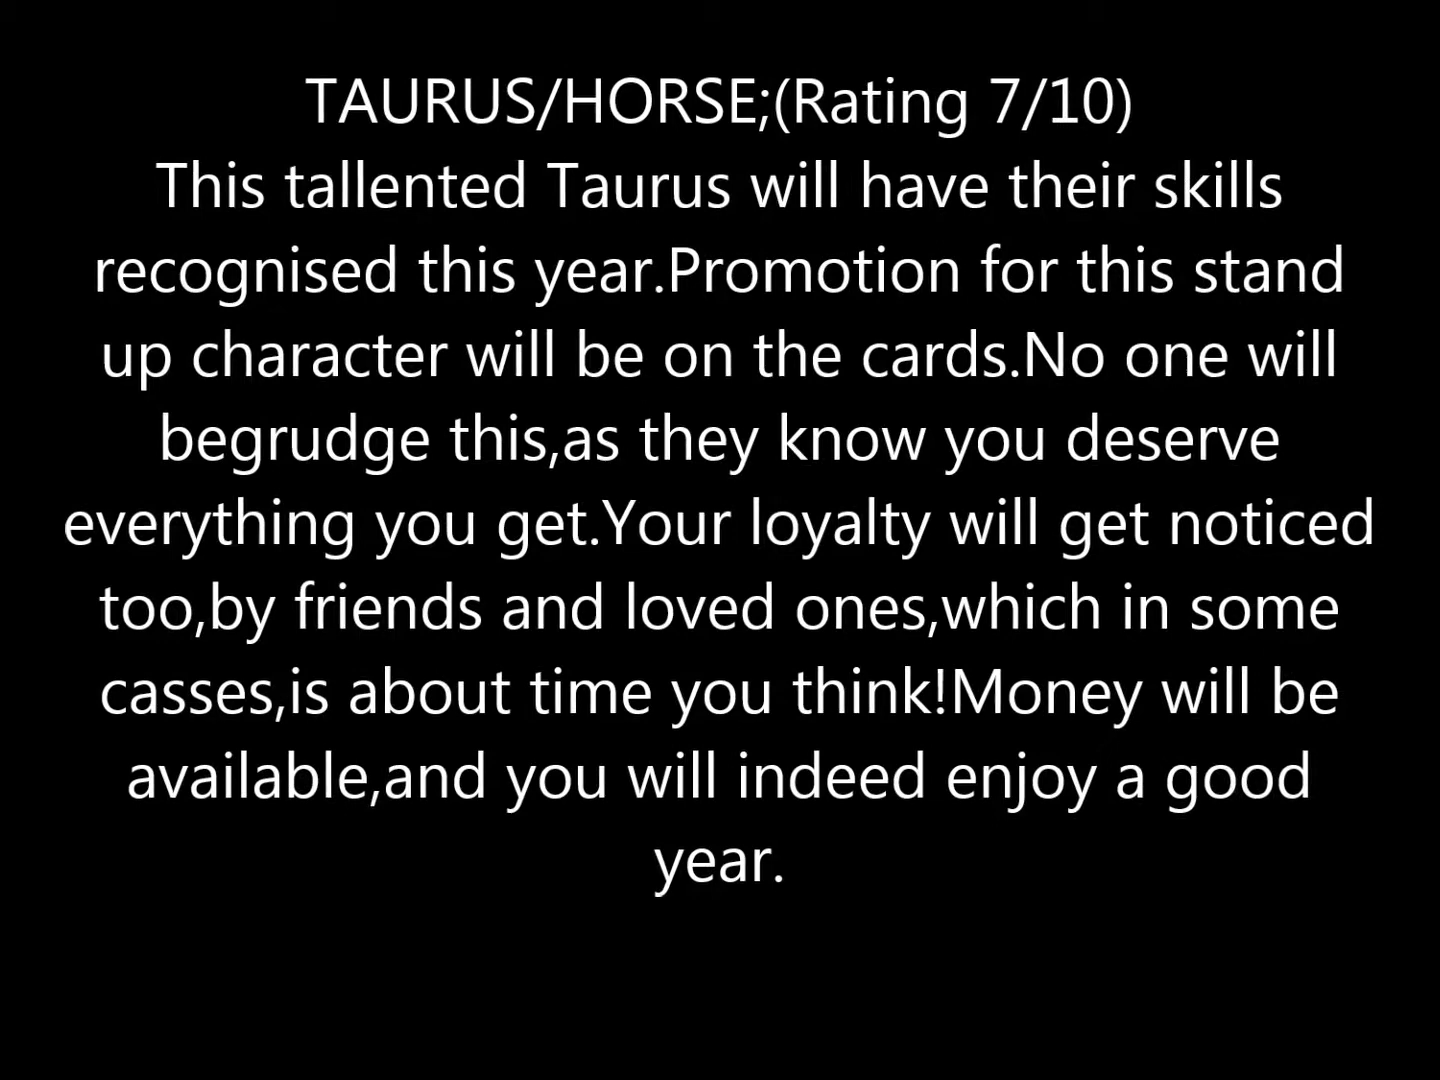 TAURUS/HORSE;(Rating 7/10)
This tallented Taurus will have their skills
recognised this year.Promotion for this stand
up character will be on the cards.No one will
begrudge this,as they know you deserve
everything you get.Your loyalty will get noticed
too,by friends and loved ones,which in some
casses,is about time you think!Money will be
available,and you will indeed enjoy a good
year.